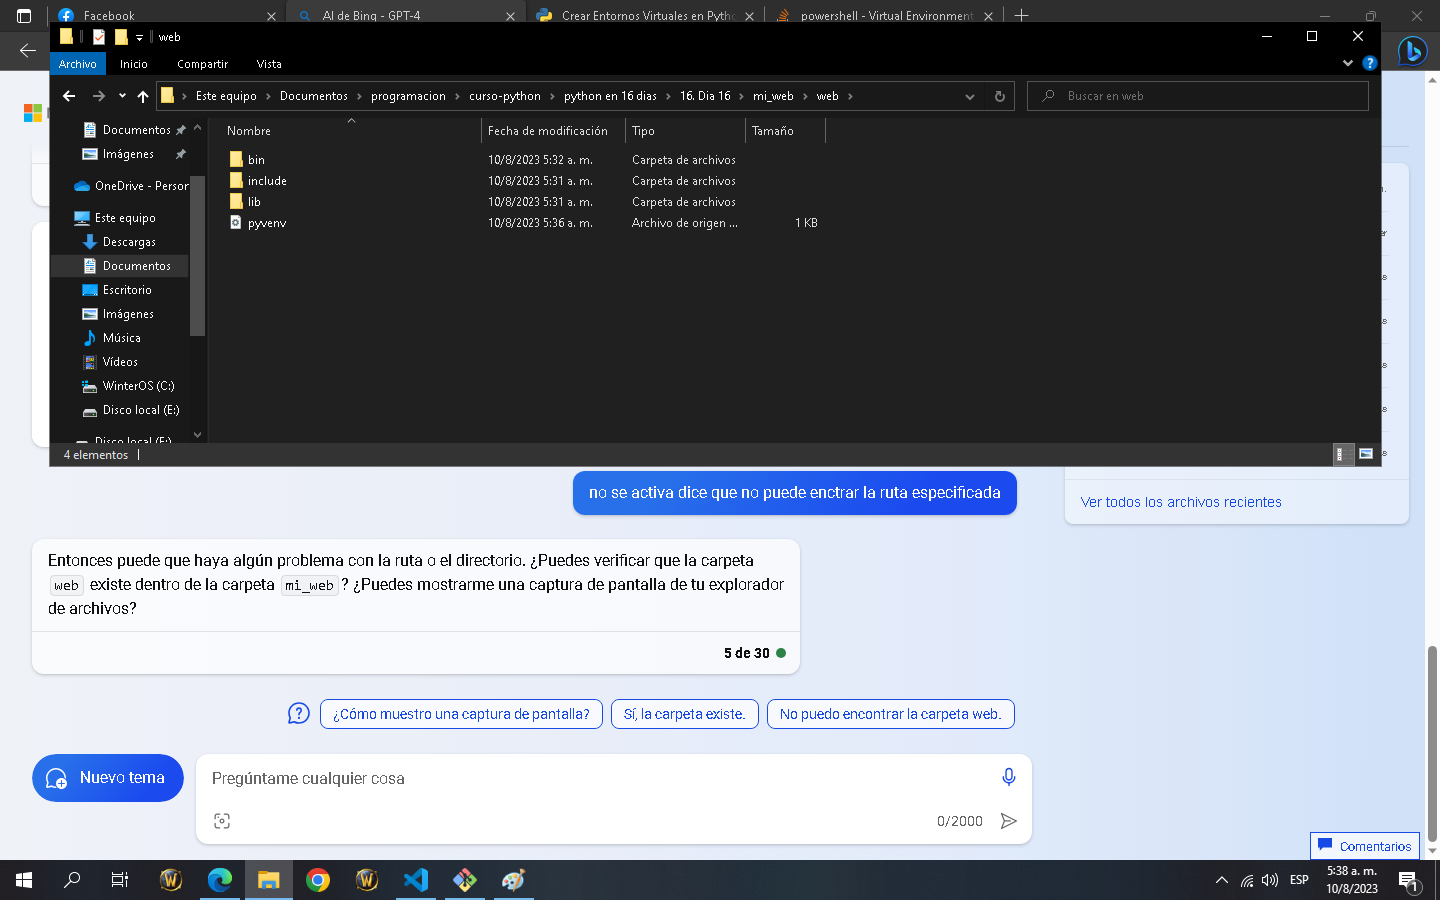 Facebook
AI de Bing - GPT-4
Crear Entornos Virtuales en Pytho
powershell - Virtual Environment
web
Archivo
Inicio
Compartir
Vista
Este equipo
Documentos
programacion
curso-python
python en 16 dias
16. Dia 16
mi_web
web
Buscar en web
Documentos
Imágenes
OneDrive - Person
Este equipo
Descargas
Documentos
Escritorio
Imágenes
Música
Vídeos
WinterOS (C:)
Disco local (E:)
Disco local (E:)
Nombre
Fecha de modificación
Tipo
Tamaño
bin
10/8/2023 5:32 a. m.
Carpeta de archivos
include
10/8/2023 5:31 a. m.
Carpeta de archivos
lib
10/8/2023 5:31 a. m.
Carpeta de archivos
pyvenv
10/8/2023 5:36 a. m.
Archivo de origen ...
1 KB
4 elementos
no se activa dice que no puede enctrar la ruta especificada
Ver todos los archivos recientes
Entonces puede que haya algún problema con la ruta o el directorio. ¿Puedes verificar que la carpeta
web existe dentro de la carpeta mi_web? ¿Puedes mostrarme una captura de pantalla de tu explorador
de archivos?
5 de 30
¿Cómo muestro una captura de pantalla?
Sí, la carpeta existe.
No puedo encontrar la carpeta web.
Nuevo tema
Pregúntame cualquier cosa
0/2000
Comentarios
ESP
5:38 a. m.
10/8/2023
1